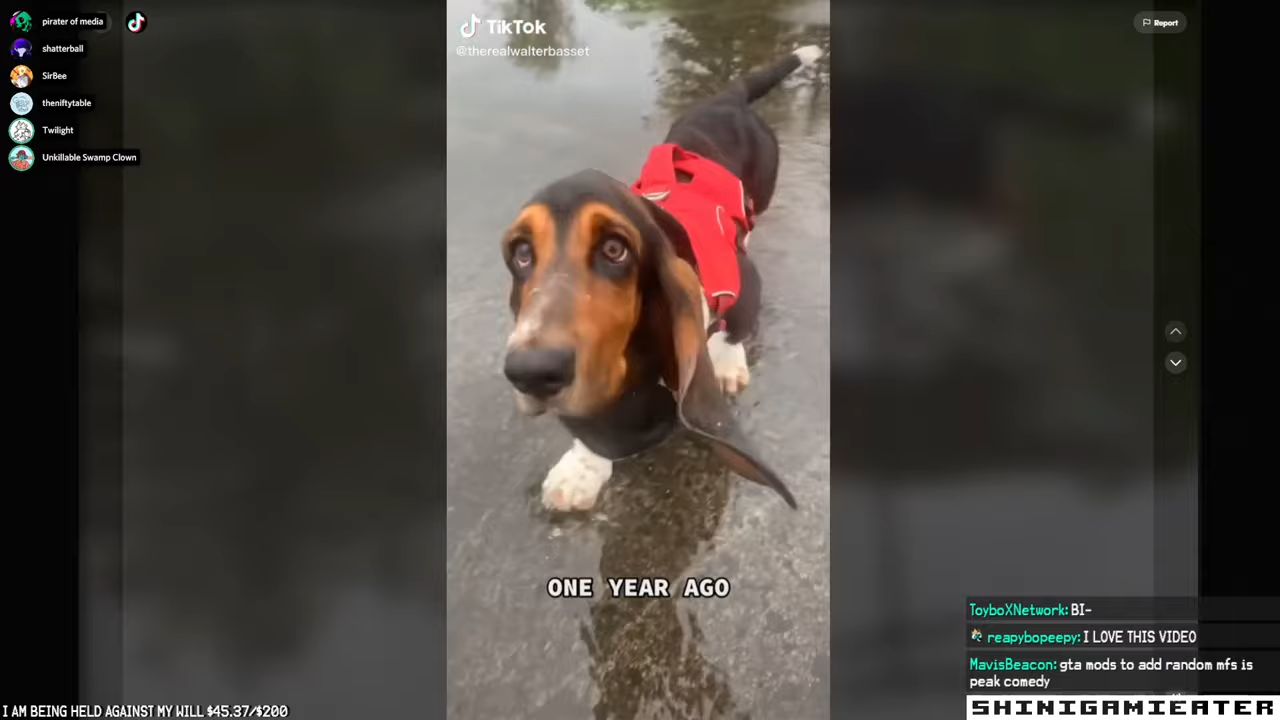 pirater of media
shatterball
SirBee
theniftytable
Twilight
Unkillable Swamp Clown
TikTok
@therealwalterbasset
Report
ONE YEAR AGO
ToyboXNetwork: BI-
reapybopeepy: I LOVE THIS VIDEO
MavisBeacon: gta mods to add random mfs is
peak comedy
I AM BEING HELD AGAINST MY WILL $45.37/$200
SHINIGAMIEATER